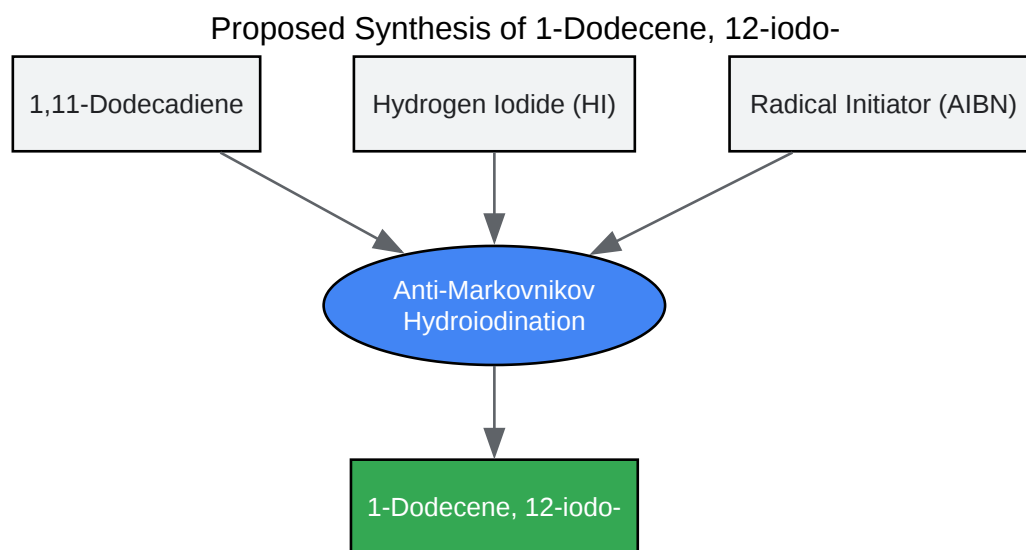 Proposed Synthesis of 1-Dodecene, 12-iodo-
1,11-Dodecadiene
Hydrogen Iodide (HI)
Radical Initiator (AIBN)
Anti-Markovnikov
Hydroiodination
1-Dodecene, 12-iodo-